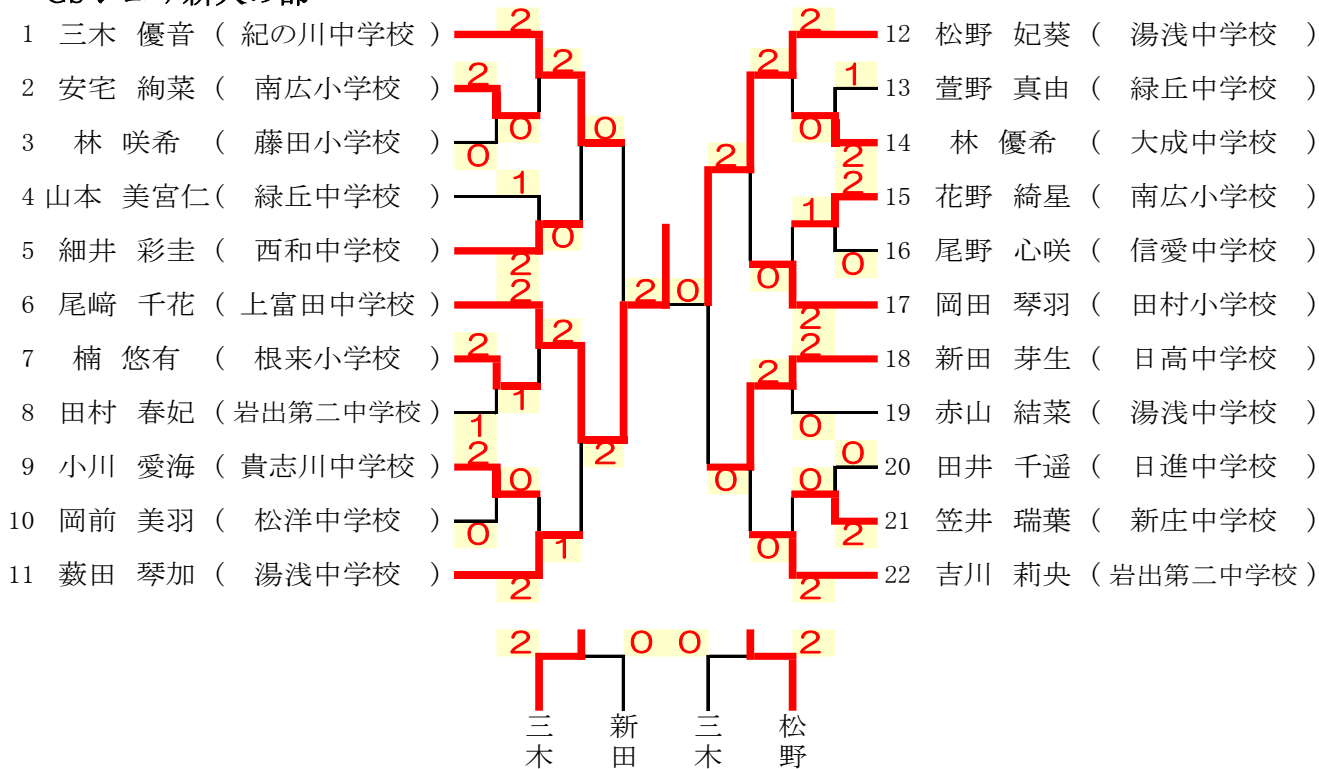 1 三木 優音 ( 紀の川中学校 )
2 安宅 絢菜 ( 南広小学校 )
3 林 咲希 ( 藤田小学校 )
4 山本 美宮仁( 緑丘中学校 )
5 細井 彩圭 ( 西和中学校 )
6 尾﨑 千花 ( 上富田中学校 )
7 楠 悠有 ( 根来小学校 )
8 田村 春妃 ( 岩出第二中学校 )
9 小川 愛海 ( 貴志川中学校 )
10 岡前 美羽 ( 松洋中学校 )
11 薮田 琴加 ( 湯浅中学校 )
2
2
2
0
0
0
1
0
2
2
2
2
1
1
2
0
2
0
1
2
2
0
12 松野 妃葵 ( 湯浅中学校 )
13 萱野 真由 ( 緑丘中学校 )
14 林 優希 ( 大成中学校 )
15 花野 綺星 ( 南広小学校 )
16 尾野 心咲 ( 信愛中学校 )
17 岡田 琴羽 ( 田村小学校 )
18 新田 芽生 ( 日高中学校 )
19 赤山 結菜 ( 湯浅中学校 )
20 田井 千遥 ( 日進中学校 )
21 笠井 瑞葉 ( 新庄中学校 )
22 吉川 莉央 ( 岩出第二中学校 )
2
2
1
0
2
2
2
1
0
0
2
2
2
0
0
0
0
2
0
2
2
0
0
2
三木
新田
三木
松野